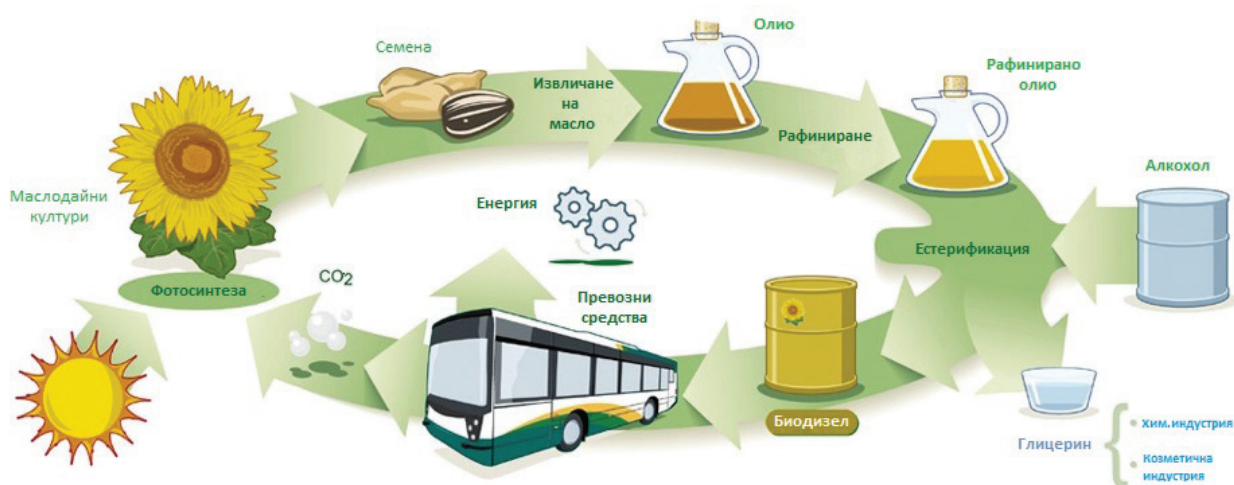 Семена
Извличане
на
масло
Олио
Рафиниране
Рафинирано
олио
Алкохол
Маслодайни
култури
Енергия
Естерификация
Фотосинтеза
CO2
Превозни
средства
Биодизел
Глицерин
• Хим.индустрия
• Козметична
индустрия